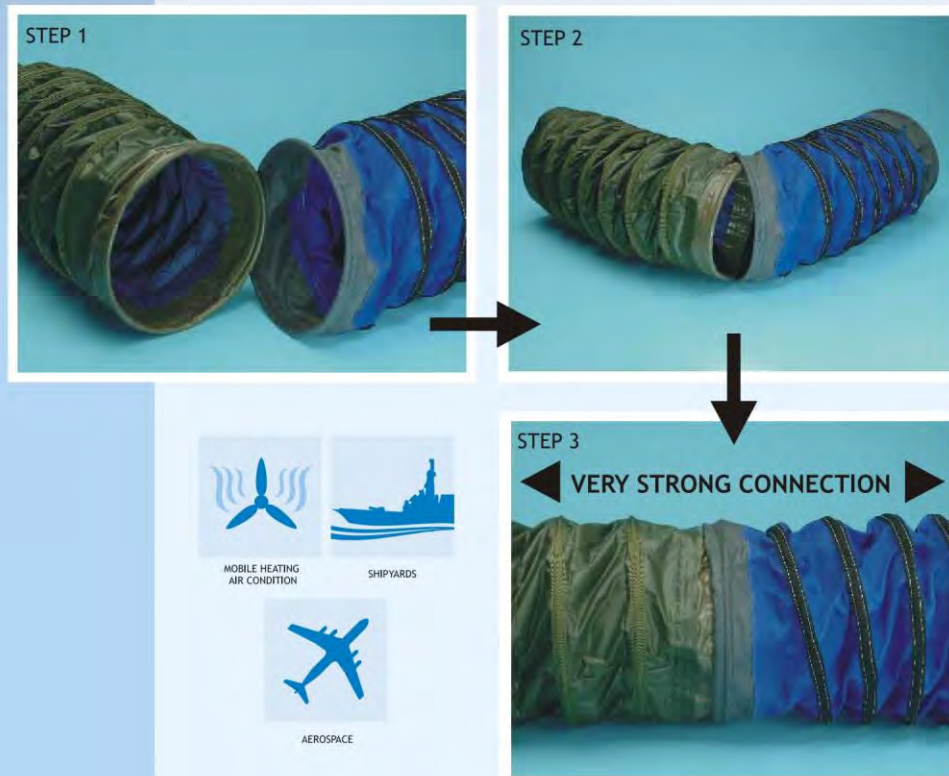 STEP 1
STEP 2
STEP 3
VERY STRONG CONNECTION
MOBILE HEATING
AIR CONDITION
SHIPYARDS
AEROSPACE